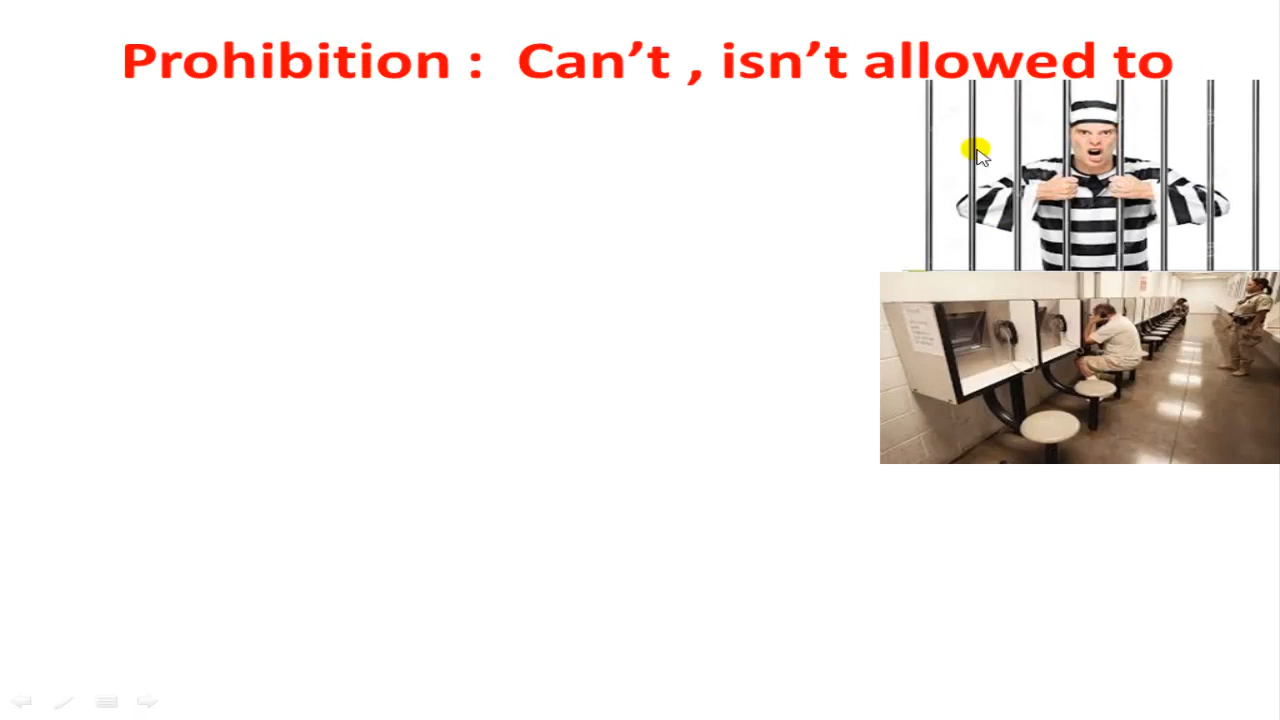 Prohibition : Can’t , isn’t allowed to